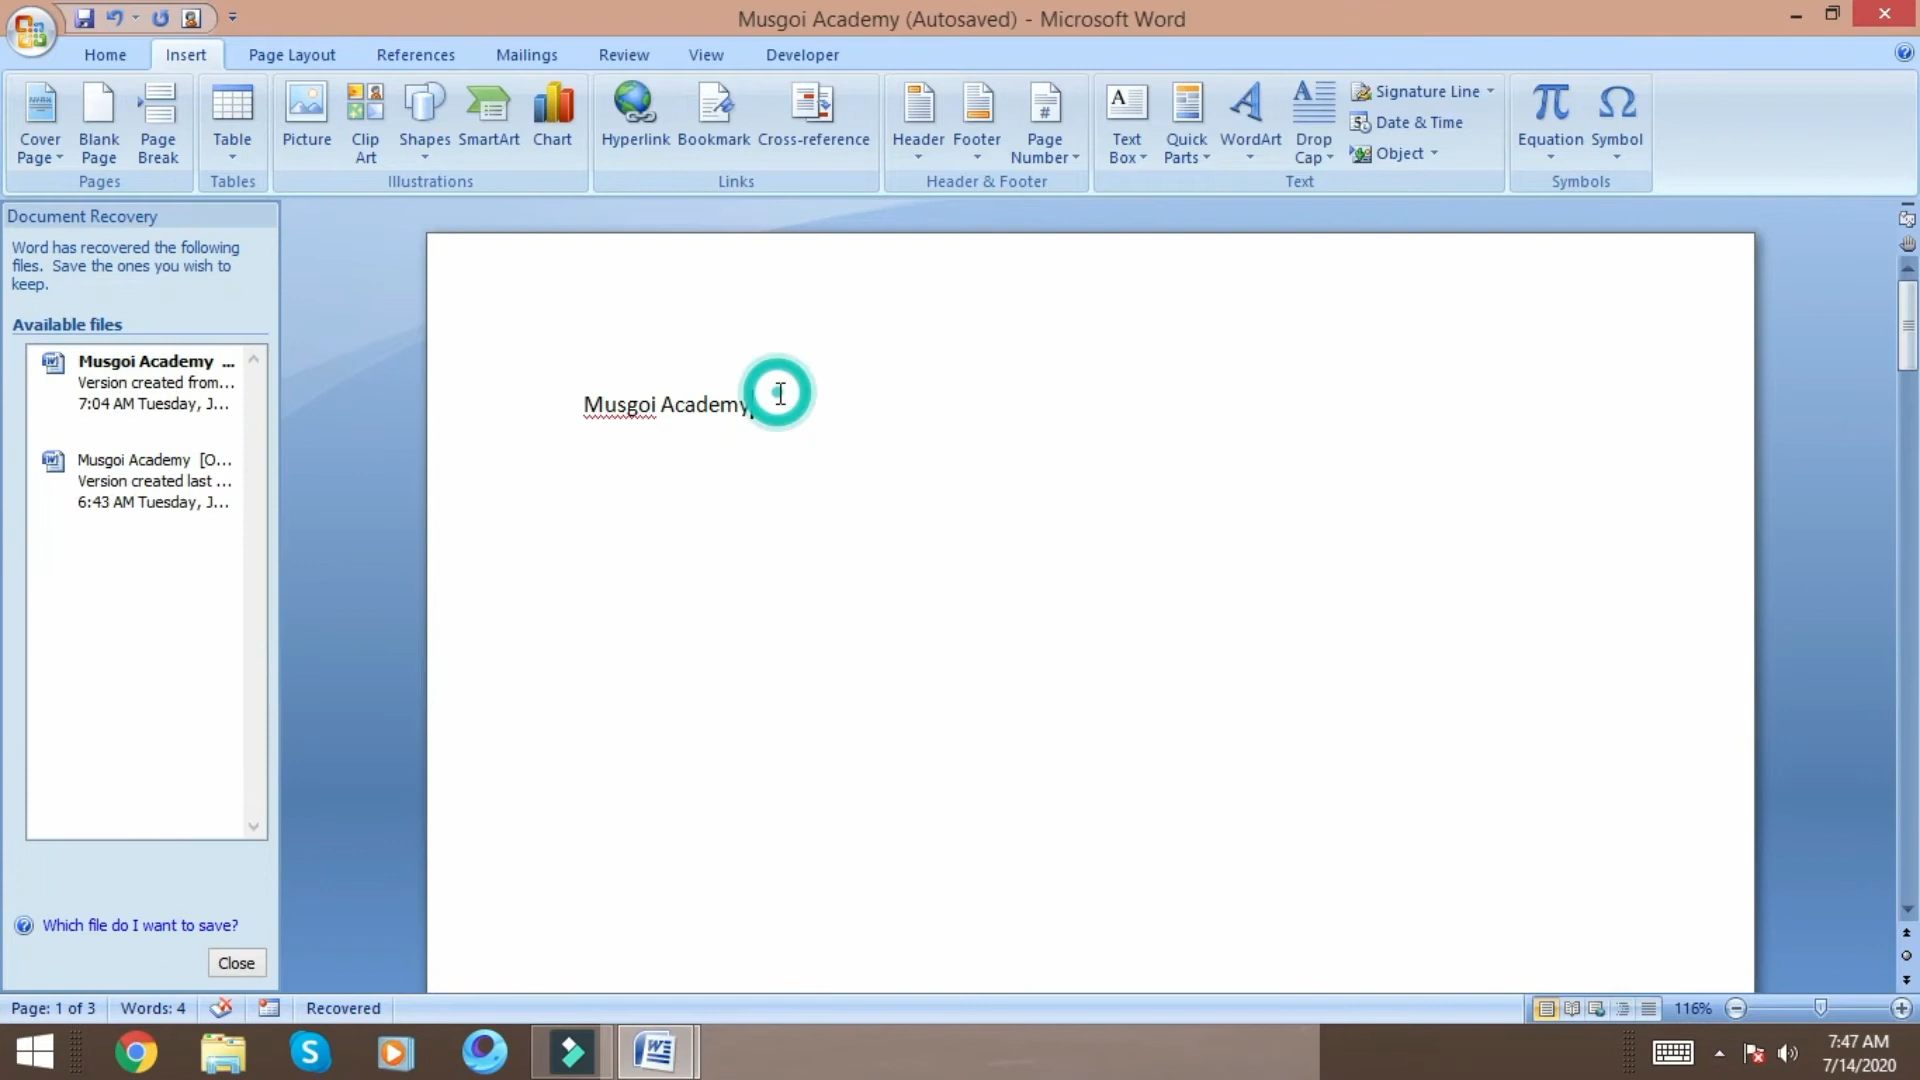 Musgoi Academy (Autosaved) - Microsoft Word
Home Insert Page Layout References Mailings Review View Developer
Cover Page
Blank Page
Page Break
Pages
Table
Tables
Picture
Clip Art
Shapes
SmartArt
Chart
Illustrations
Hyperlink
Bookmark
Cross-reference
Links
Header
Footer
Page Number
Header & Footer
Text Box
Quick Parts
WordArt
Drop Cap
Signature Line
Date & Time
Object
Text
Equation
Symbol
Symbols
Document Recovery
Word has recovered the following
files. Save the ones you wish to
keep.
Available files
Musgoi Academy ...
Version created from...
7:04 AM Tuesday, J...
Musgoi Academy [O...
Version created last ...
6:43 AM Tuesday, J...
Which file do I want to save?
Close
Musgoi Academy
Page: 1 of 3 Words: 4 Recovered 116%
7:47 AM
7/14/2020